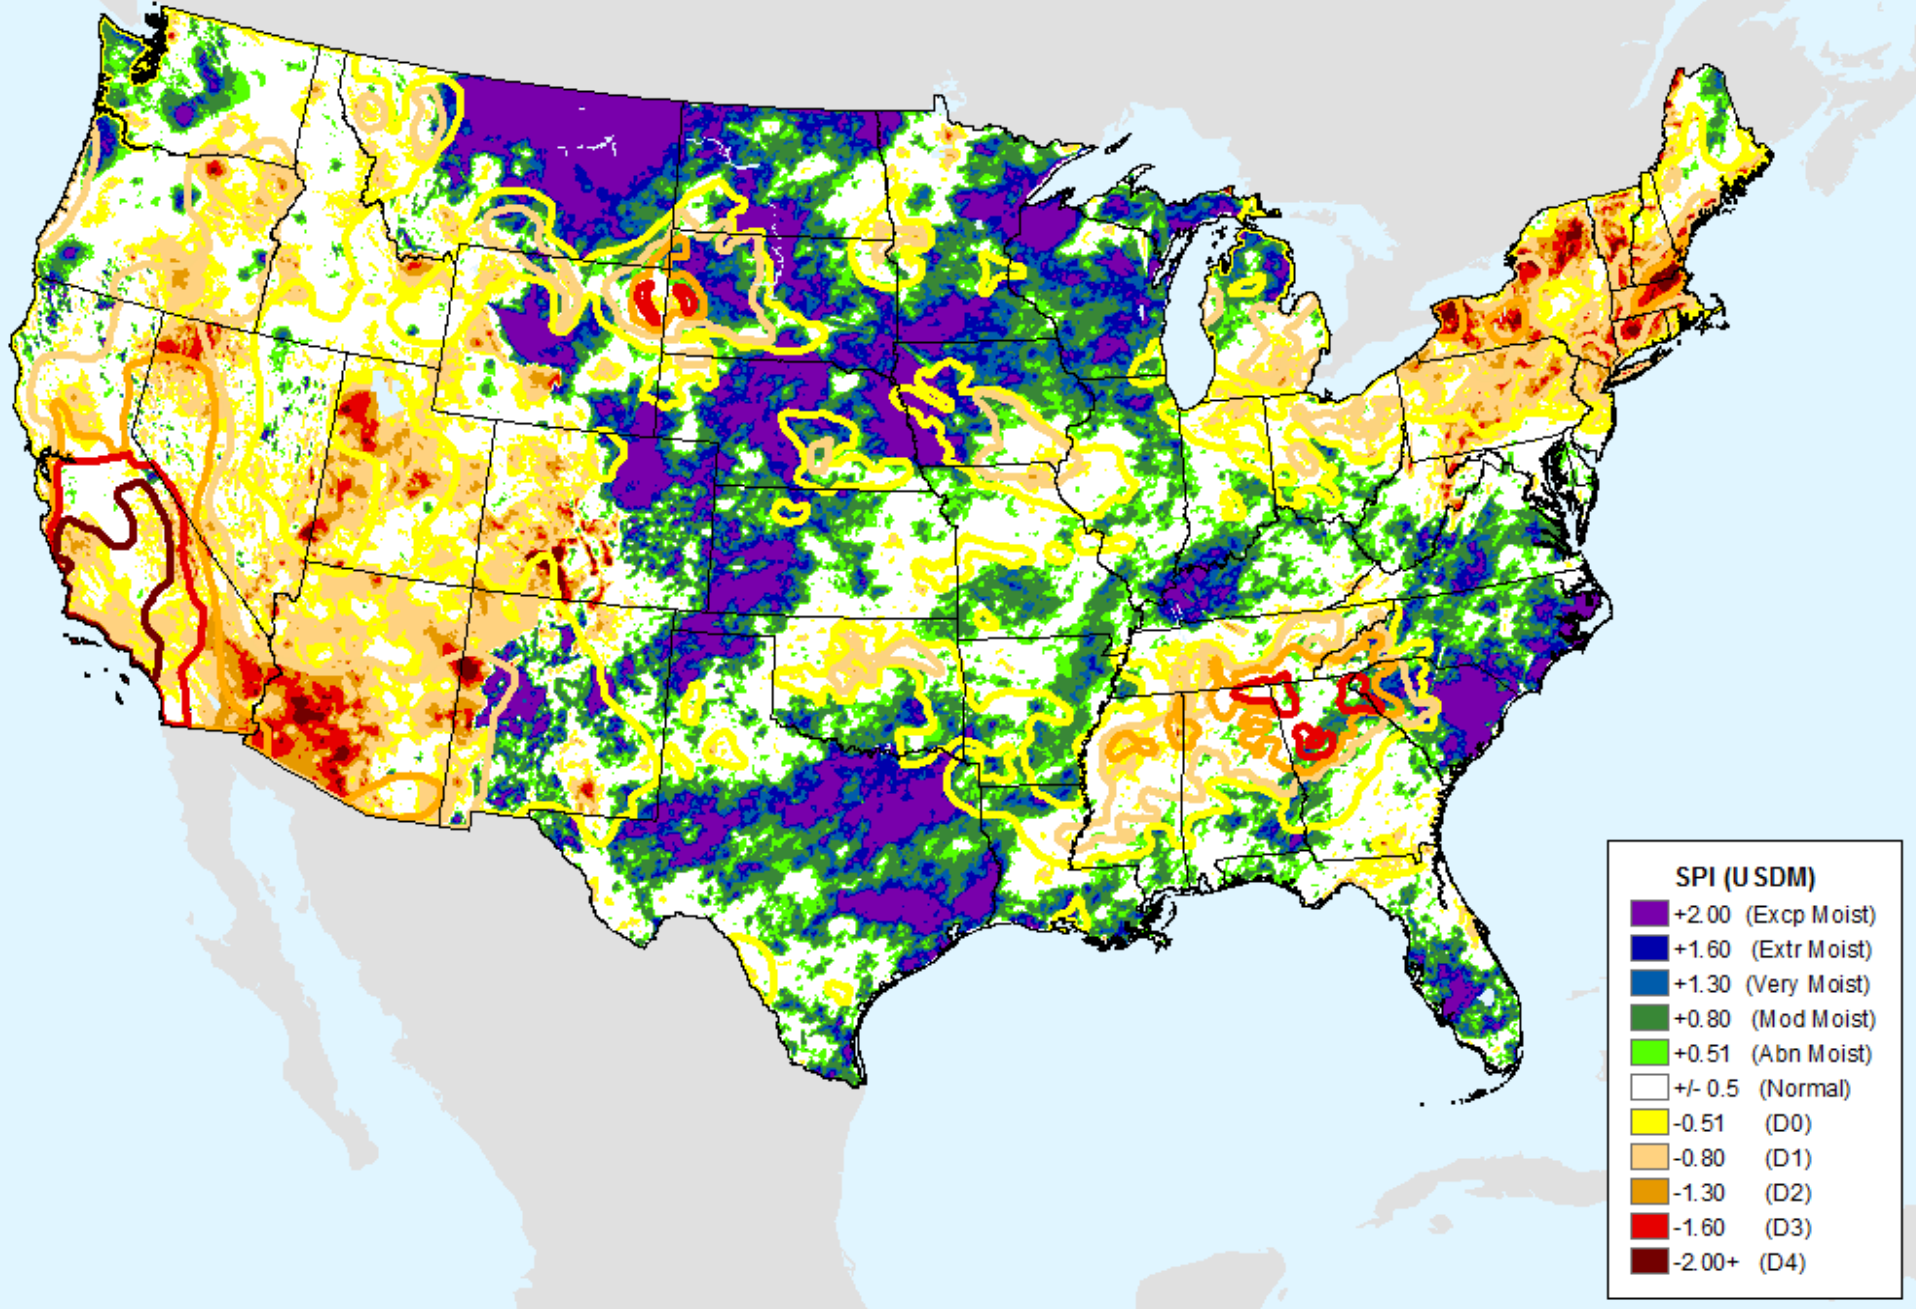 SPI (USDM)
+2.00 (Excp Moist)
+1.60 (Extr Moist)
+1.30 (Very Moist)
+0.80 (Mod Moist)
+0.51 (Abn Moist)
+/- 0.5 (Normal)
-0.51 (D0)
-0.80 (D1)
-1.30 (D2)
-1.60 (D3)
-2.00+ (D4)